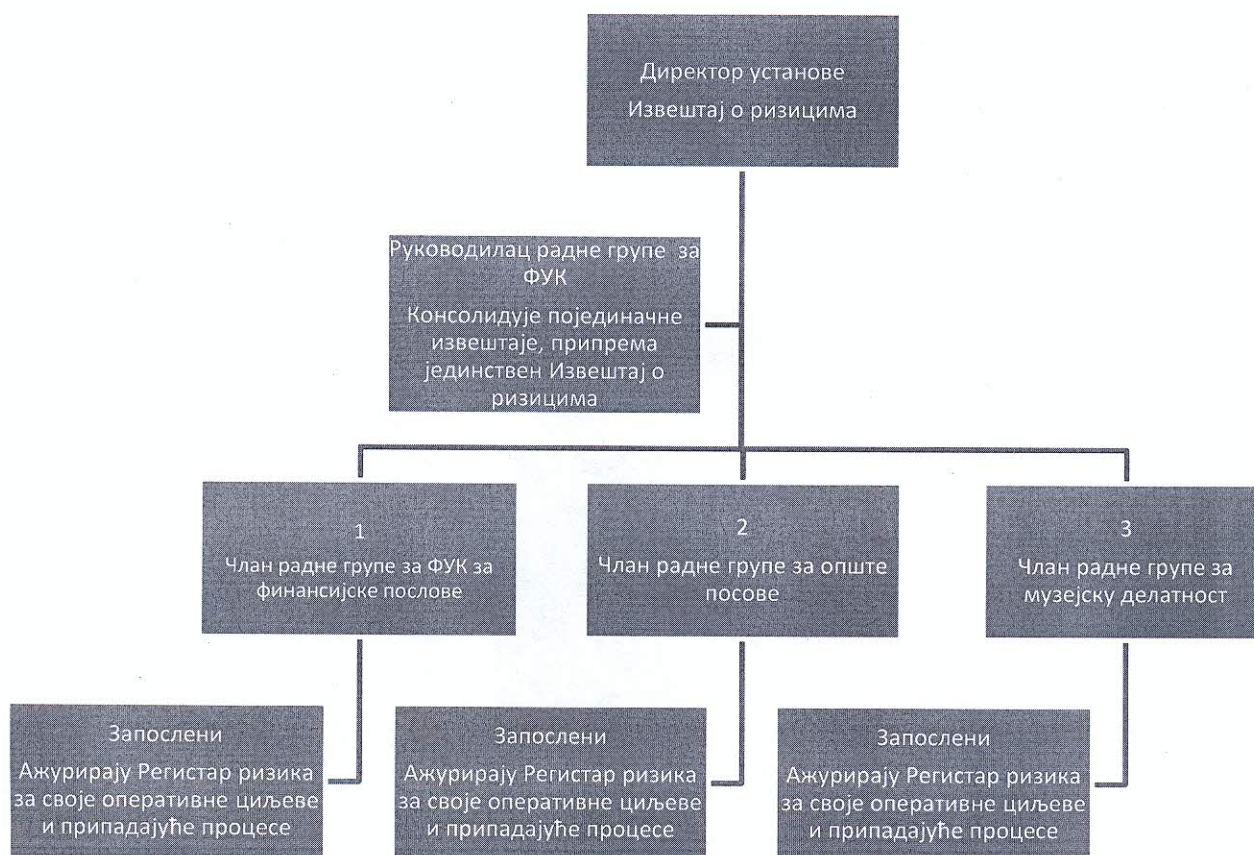 Директор установе
Извештај о ризицима
Руководилац радне групе за
ФУК
Консолидује појединачне
извештаје, припрема
јединствен Извештај о
ризицима
1
Члан радне групе за ФУК за
финансијске послове
2
Члан радне групе за опште
посове
3
Члан радне групе за
музејску делатност
Запослени
Ажурирају Регистар ризика
за своје оперативне циљеве
и припадајуће процесе
Запослени
Ажурирају Регистар ризика
за своје оперативне циљеве
и припадајуће процесе
Запослени
Ажурирају Регистар ризика
за своје оперативне циљеве
и припадајуће процесе